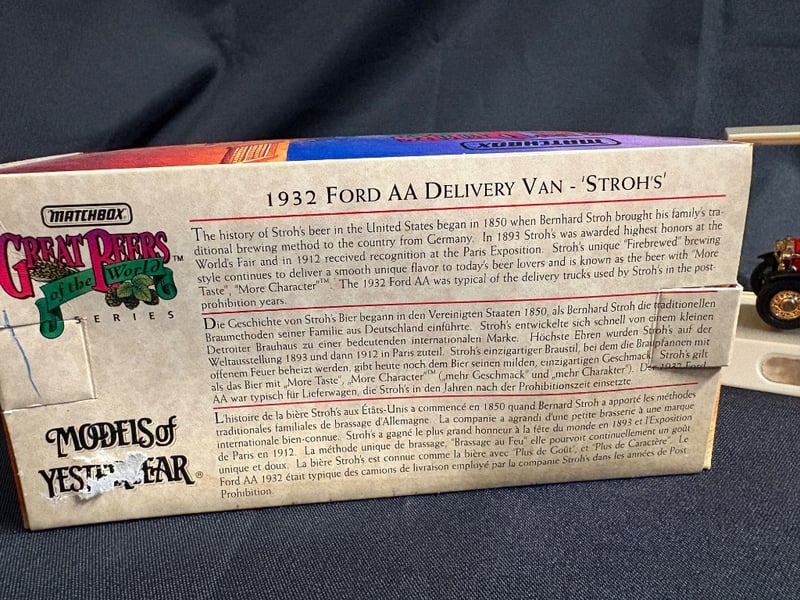 MATCHBOX
1932 FORD AA DELIVERY VAN - 'STROH'S'
MATCHBOX
GREAT BEERS™
of the World
SERIES
The history of Stroh's beer in the United States began in 1850 when Bernhard Stroh brought his family's tra-
ditional brewing method to the country from Germany. In 1893 Stroh's was awarded highest honors at the
World's Fair and in 1912 received recognition at the Paris Exposition. Stroh's unique "Firebrewed" brewing
style continues to deliver a smooth unique flavor to today's beer lovers and is known as the beer with "More
Taste", "More Character"™. The 1932 Ford AA was typical of the delivery trucks used by Stroh's in the post-
prohibition years.
Die Geschichte von Stroh's Bier begann in den Vereinigten Staaten 1850, als Bernhard Stroh die traditionellen
Braumethoden seiner Familie aus Deutschland einführte. Stroh's entwickelte sich schnell von einem kleinen
Detroiter Brauhaus zu einer bedeutenden internationalen Marke. Höchste Ehren wurden Stroh's auf der
Weltausstellung 1893 und dann 1912 in Paris zuteil. Stroh's einzigartiger Braustil, bei dem die Braupfannen mit
offenem Feuer beheizt werden, gibt heute noch dem Bier seinen milden, einzigartigen Geschmack. Stroh's gilt
als das Bier mit „More Taste", „More Character"™ („mehr Geschmack" und „mehr Charakter"). Der 1932 Ford
AA war typisch für Lieferwagen, die Stroh's in den Jahren nach der Prohibitionszeit einsetzte.
L'histoire de la bière Stroh's aux États-Unis a commencé en 1850 quand Bernhard Stroh a apporté les méthodes
traditionales familiales de brassage d'Allemagne. La companie a agrandi d'une petite brasserie à une marque
internationale bien-connue. Stroh's a gagné le plus grand honneur à la fête du monde en 1893 et l'Exposition
de Paris en 1912. La méthode unique de brassage, "Brassage au Feu" elle pourvoit continuellement un goût
unique et doux. La bière Stroh's est connue comme la bière avec "Plus de Goût", et "Plus de Caractère". Le
Ford AA 1932 était typique des camions de livraison employé par la companie Stroh's dans les années de Post
Prohibition.
MODELS of
YESTERYEAR®